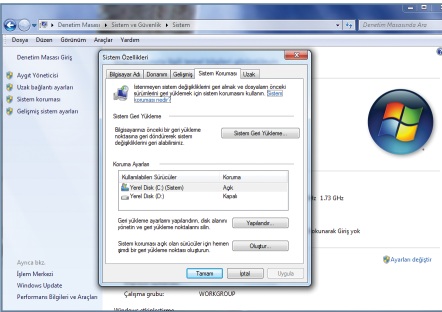 Denetim Masası ▸ Sistem ve Güvenlik ▸ Sistem
Denetim Masasında Ara
Dosya Düzen Görünüm Araçlar Yardım
Denetim Masası Giriş
Aygıt Yöneticisi
Uzak bağlantı ayarları
Sistem koruması
Gelişmiş sistem ayarları
Sistem Özellikleri
Bilgisayar Adı Donanım Gelişmiş Sistem Koruması Uzak
İstenmeyen sistem değişikliklerini geri almak ve dosyaların önceki
sürümlerini geri yüklemek için sistem korumasını kullanın. Sistem
koruması nedir?
Sistem Geri Yükleme
Bilgisayarınızı önceki bir geri yükleme
noktasına geri döndürerek sistem
değişikliklerini geri alabilirsiniz.
Sistem Geri Yükleme...
Koruma Ayarları
Kullanılabilen Sürücüler Koruma
Yerel Disk (C:) (Sistem) Açık
Yerel Disk (D:) Kapalı
Geri yükleme ayarlarını yapılandırın, disk alanını
yönetin ve geri yükleme noktalarını silin.
Yapılandır...
Sistem koruması açık olan sürücüler için hemen
şimdi bir geri yükleme noktası oluşturun.
Oluştur...
Tamam İptal Uygula
1.73 GHz
okunarak Giriş yok
Ayarları değiştir
Ayrıca bkz.
İşlem Merkezi
Windows Update
Performans Bilgileri ve Araçları
Çalışma grubu: WORKGROUP
Windows etkinleştirme